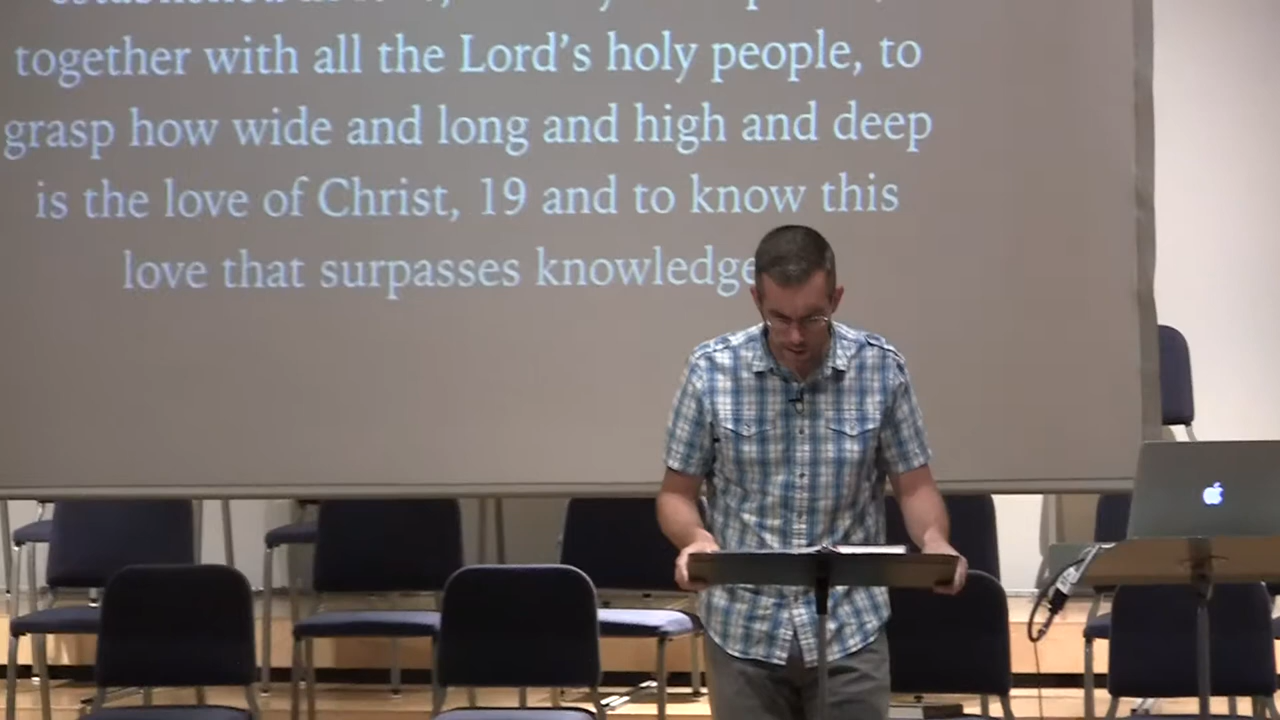 together with all the Lord's holy people, to
grasp how wide and long and high and deep
is the love of Christ, 19 and to know this
love that surpasses knowledge